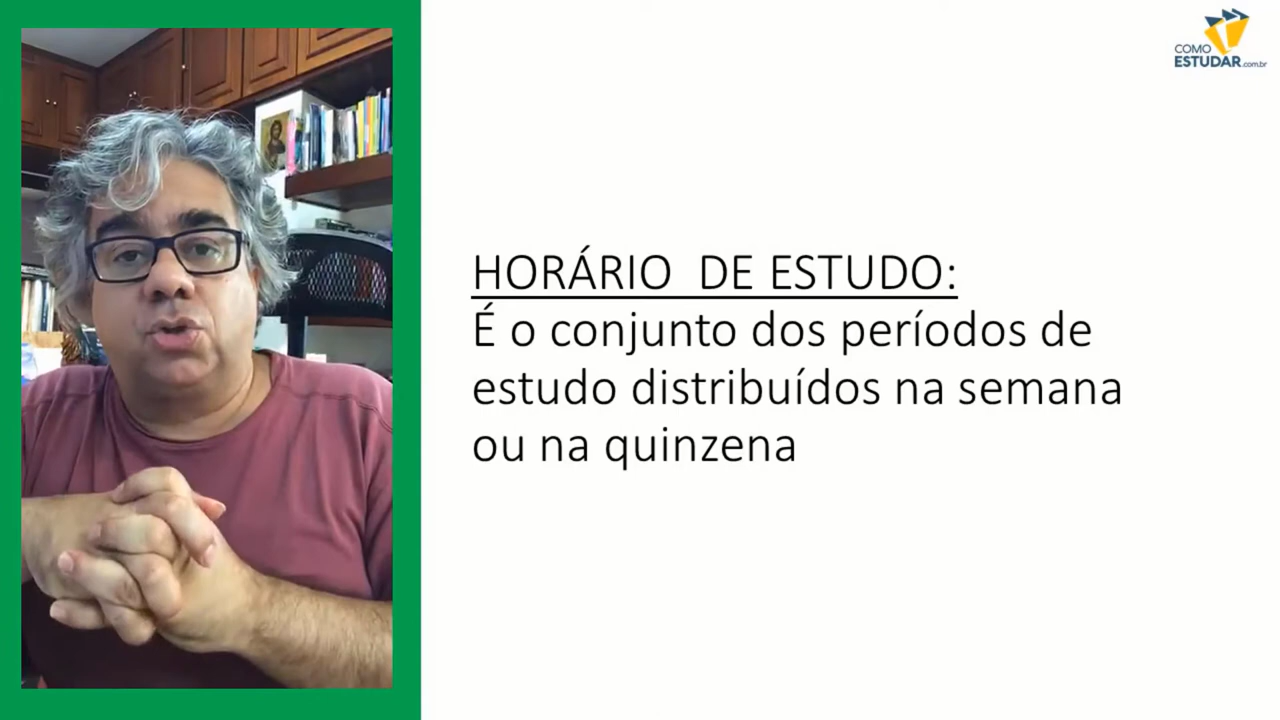 COMO
ESTUDAR.com.br
HORÁRIO DE ESTUDO:
É o conjunto dos períodos de
estudo distribuídos na semana
ou na quinzena